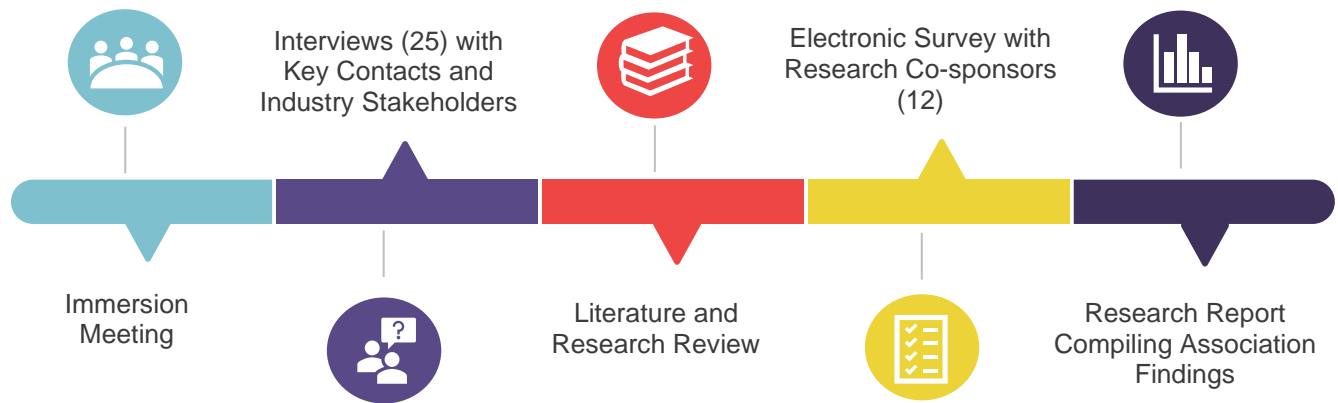 Immersion
Meeting
Interviews (25) with
Key Contacts and
Industry Stakeholders
?
Literature and
Research Review
Electronic Survey with
Research Co-sponsors
(12)
Research Report
Compiling Association
Findings